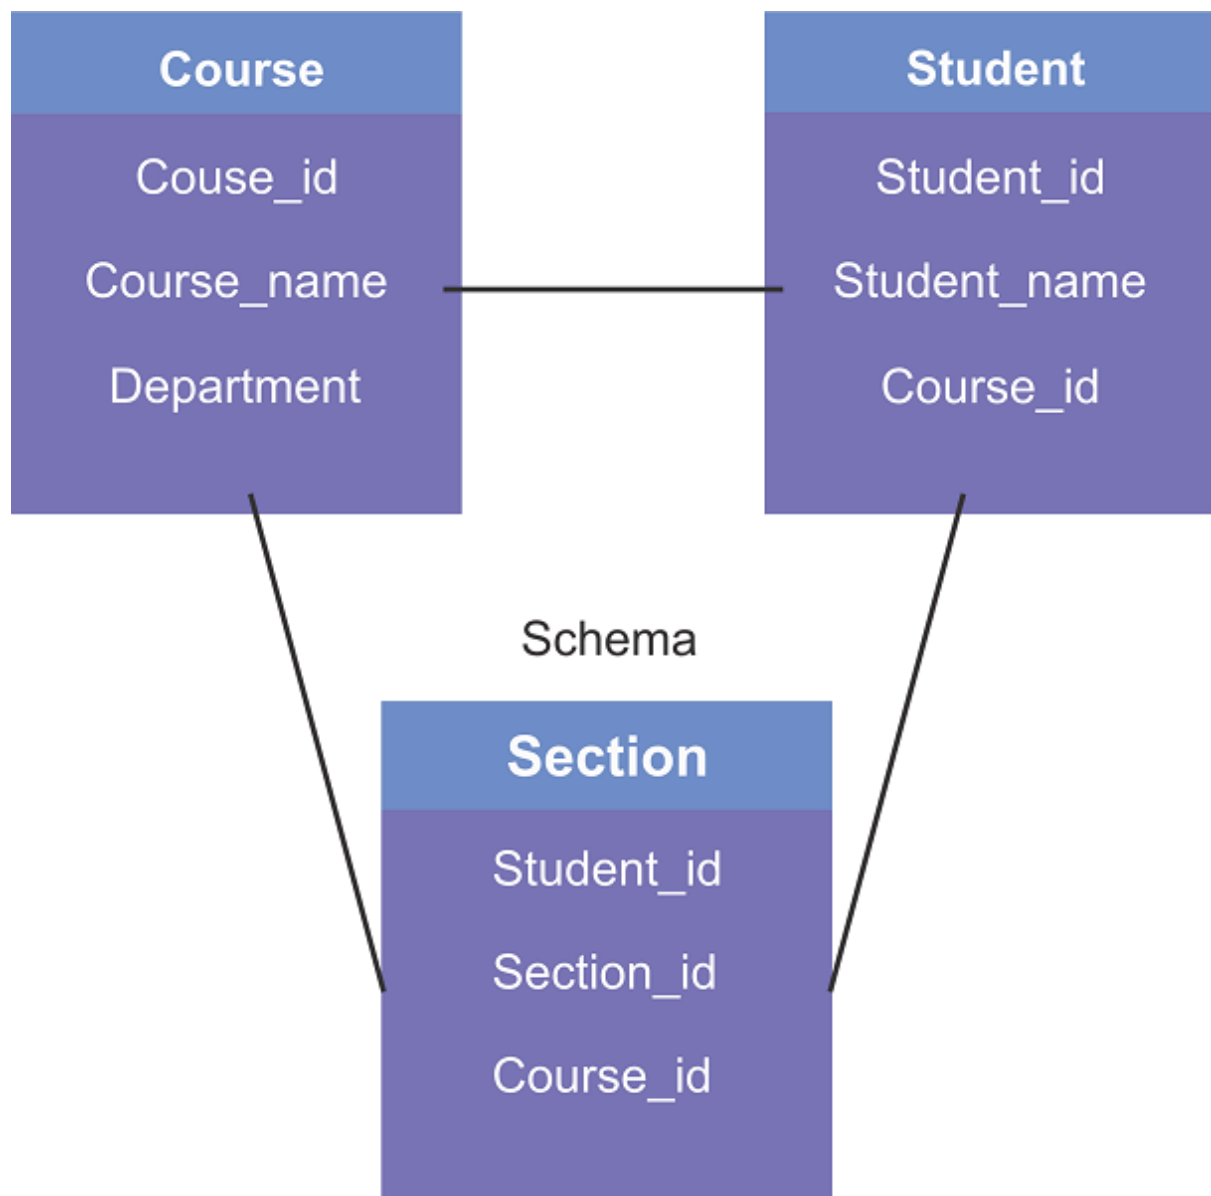 Course
Couse_id
Course_name
Department
Student
Student_id
Student_name
Course_id
Schema
Section
Student_id
Section_id
Course_id